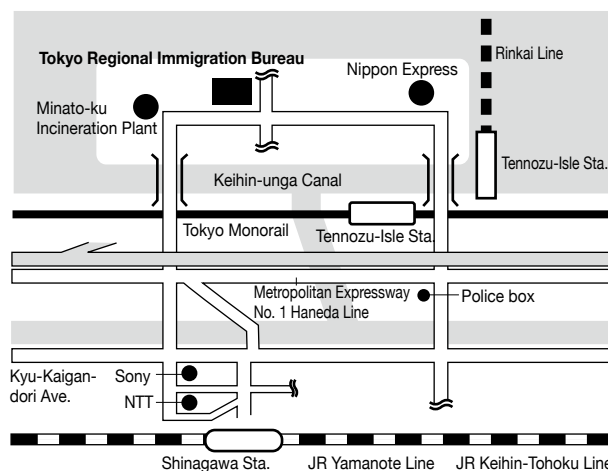 Rinkai Line
Tokyo Regional Immigration Bureau
Nippon Express
Minato-ku
Incineration Plant
Tennozu-Isle Sta.
Keihin-unga Canal
Tokyo Monorail
Tennozu-Isle Sta.
Metropolitan Expressway
No. 1 Haneda Line
Police box
Kyu-Kaigan-
dori Ave.
Sony
NTT
Shinagawa Sta.
JR Yamanote Line
JR Keihin-Tohoku Line